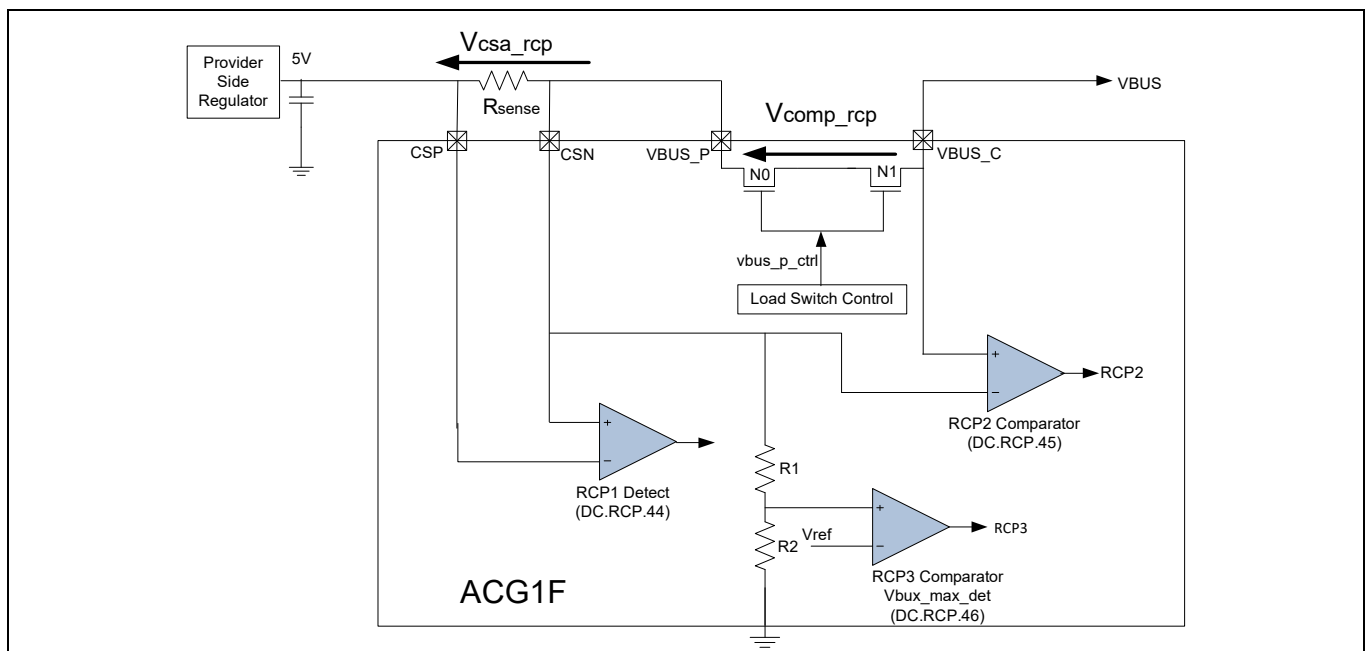 Provider
Side
Regulator
5V
Vcsa_rcp
Rsense
Vcomp_rcp
VBUS
CSP
CSN
VBUS_P
VBUS_C
N0
N1
vbus_p_ctrl
Load Switch Control
+
−
RCP2
RCP2 Comparator
(DC.RCP.45)
+
−
RCP1 Detect
(DC.RCP.44)
R1
R2
+
Vref
−
RCP3
RCP3 Comparator
Vbux_max_det
(DC.RCP.46)
ACG1F